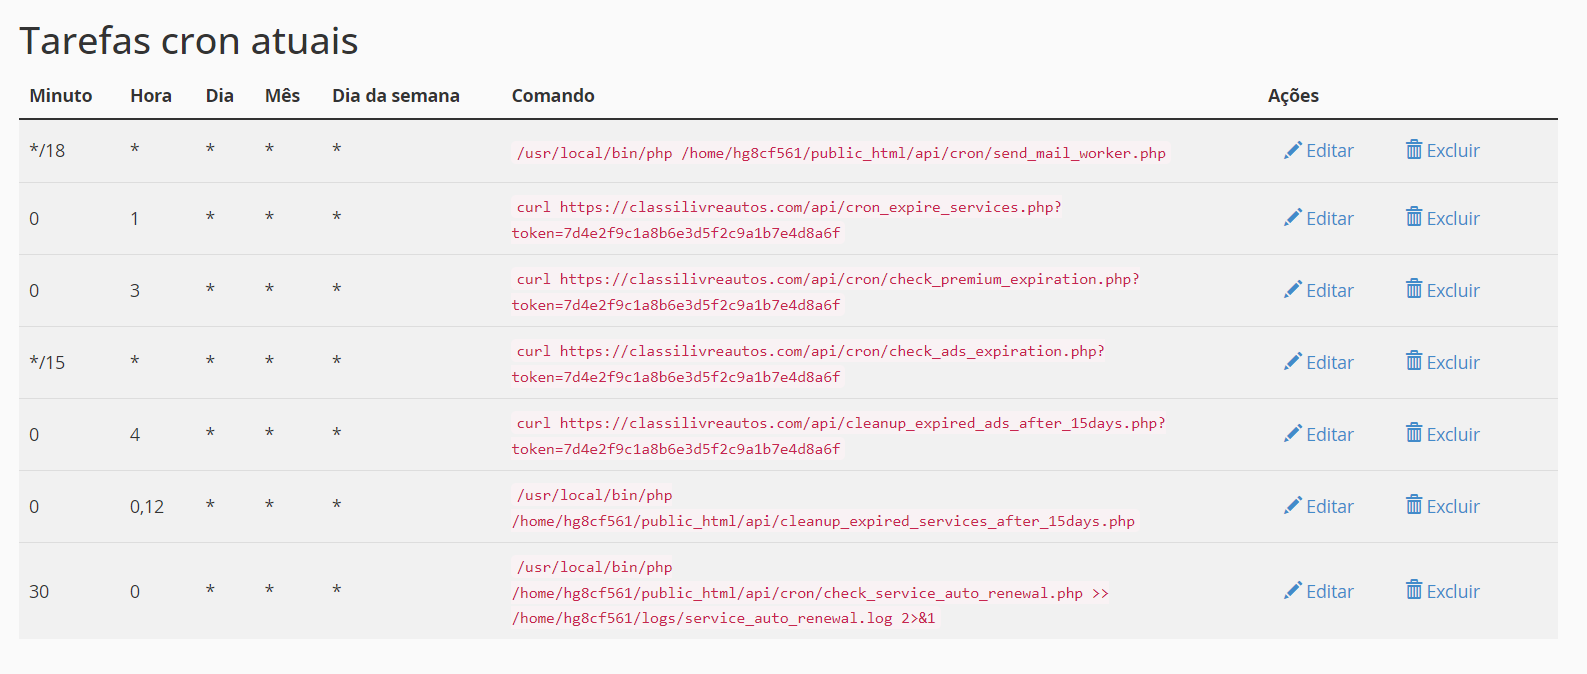 Tarefas cron atuais
Minuto Hora Dia Mês Dia da semana Comando Ações
*/18 * * * * /usr/local/bin/php /home/hg8cf561/public_html/api/cron/send_mail_worker.php Editar Excluir
0 1 * * * curl https://classilivreautos.com/api/cron_expire_services.php? Editar Excluir
token=7d4e2f9c1a8b6e3d5f2c9a1b7e4d8a6f
0 3 * * * curl https://classilivreautos.com/api/cron/check_premium_expiration.php? Editar Excluir
token=7d4e2f9c1a8b6e3d5f2c9a1b7e4d8a6f
*/15 * * * * curl https://classilivreautos.com/api/cron/check_ads_expiration.php? Editar Excluir
token=7d4e2f9c1a8b6e3d5f2c9a1b7e4d8a6f
0 4 * * * curl https://classilivreautos.com/api/cleanup_expired_ads_after_15days.php? Editar Excluir
token=7d4e2f9c1a8b6e3d5f2c9a1b7e4d8a6f
0 0,12 * * * /usr/local/bin/php Editar Excluir
/home/hg8cf561/public_html/api/cleanup_expired_services_after_15days.php
30 0 * * * /usr/local/bin/php Editar Excluir
/home/hg8cf561/public_html/api/cron/check_service_auto_renewal.php >>
/home/hg8cf561/logs/service_auto_renewal.log 2>&1